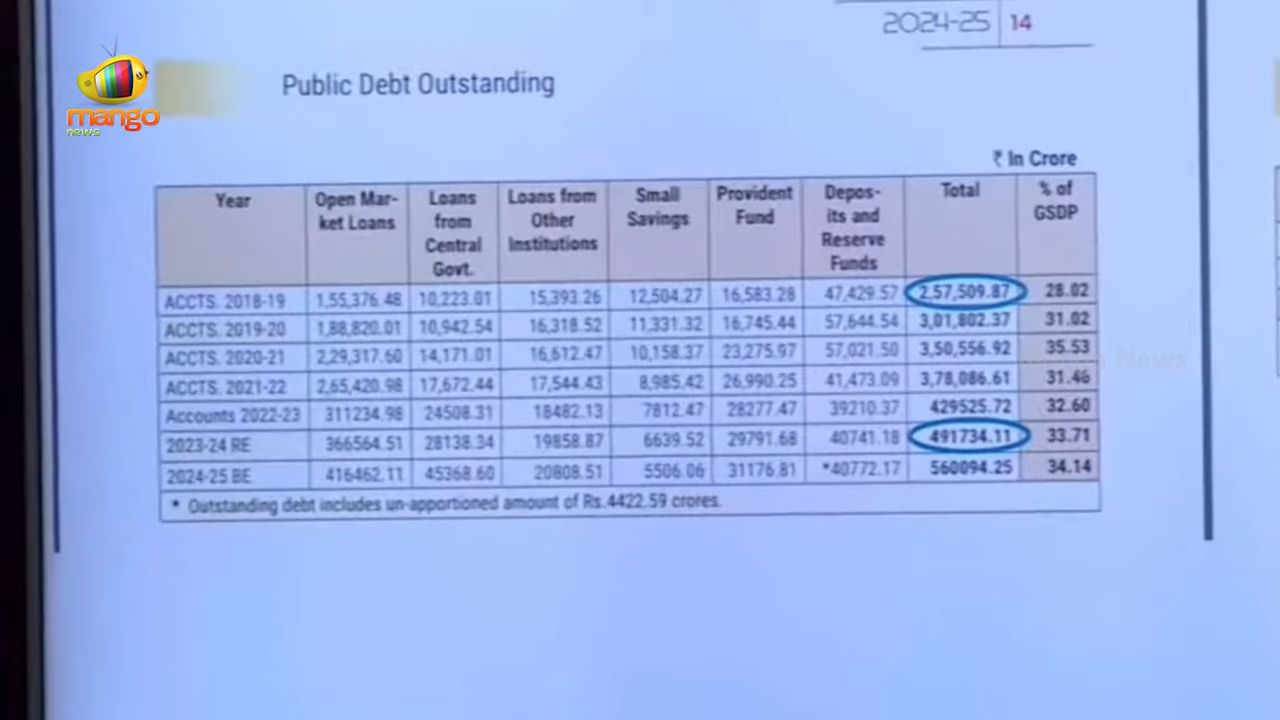 2024-25 14
mango
news
Public Debt Outstanding
₹ In Crore
Year Open Mar-ket Loans Loans from Central Govt. Loans from Other Institutions Small Savings Provident Fund Depos-its and Reserve Funds Total % of GSDP
ACCTS. 2018-19 1,55,376.48 10,223.01 15,393.26 12,504.27 16,583.28 47,429.57 2,57,509.87 28.02
ACCTS. 2019-20 1,88,820.01 10,942.54 16,318.52 11,331.32 16,745.44 57,644.54 3,01,802.37 31.02
ACCTS. 2020-21 2,29,317.60 14,171.01 16,612.47 10,158.37 23,275.97 57,021.50 3,50,556.92 35.53
ACCTS. 2021-22 2,65,420.98 17,672.44 17,544.43 8,985.42 26,990.25 41,473.09 3,78,086.61 31.46
Accounts 2022-23 311234.98 24508.31 18482.13 7812.47 28277.47 39210.37 429525.72 32.60
2023-24 RE 366564.51 28138.34 19858.87 6639.52 29791.68 40741.18 491734.11 33.71
2024-25 BE 416462.11 45368.60 20808.51 5506.06 31176.81 *40772.17 560094.25 34.14
* Outstanding debt includes un-apportioned amount of Rs.4422.59 crores.
News